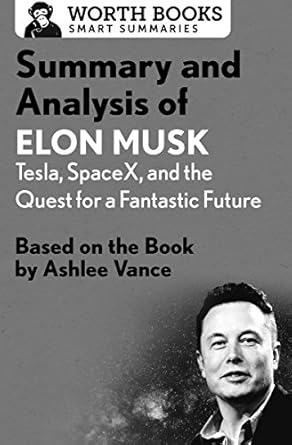 WORTH BOOKS
SMART SUMMARIES
Summary and
Analysis of
ELON MUSK
Tesla, SpaceX, and the
Quest for a Fantastic Future
Based on the Book
by Ashlee Vance